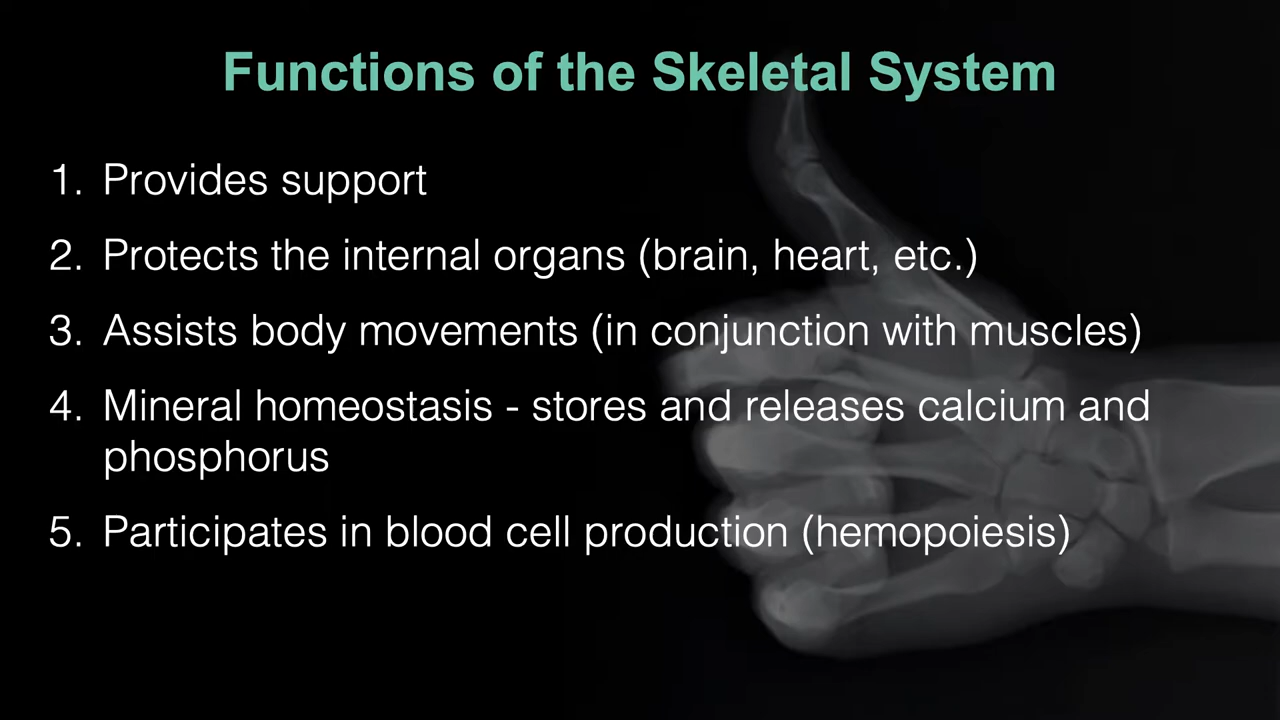 Functions of the Skeletal System
1. Provides support
2. Protects the internal organs (brain, heart, etc.)
3. Assists body movements (in conjunction with muscles)
4. Mineral homeostasis - stores and releases calcium and
phosphorus
5. Participates in blood cell production (hemopoiesis)